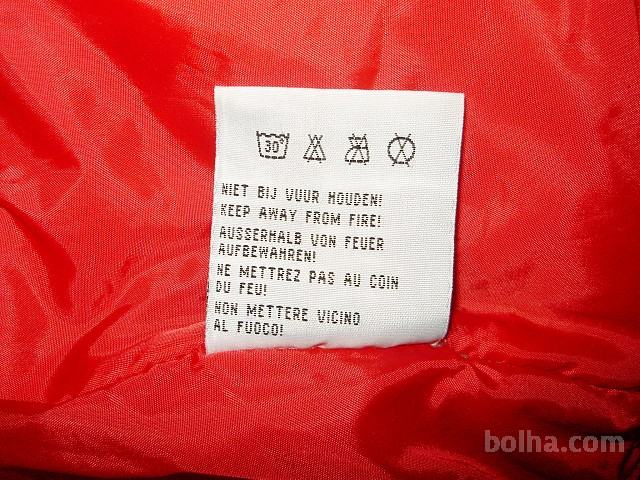 30°
NIET BIJ VUUR HOUDEN!
KEEP AWAY FROM FIRE!
AUSSERHALB VON FEUER
AUFBEWAHREN!
NE METTREZ PAS AU COIN
DU FEU!
NON METTERE VICINO
AL FUOCO!
bolha.com